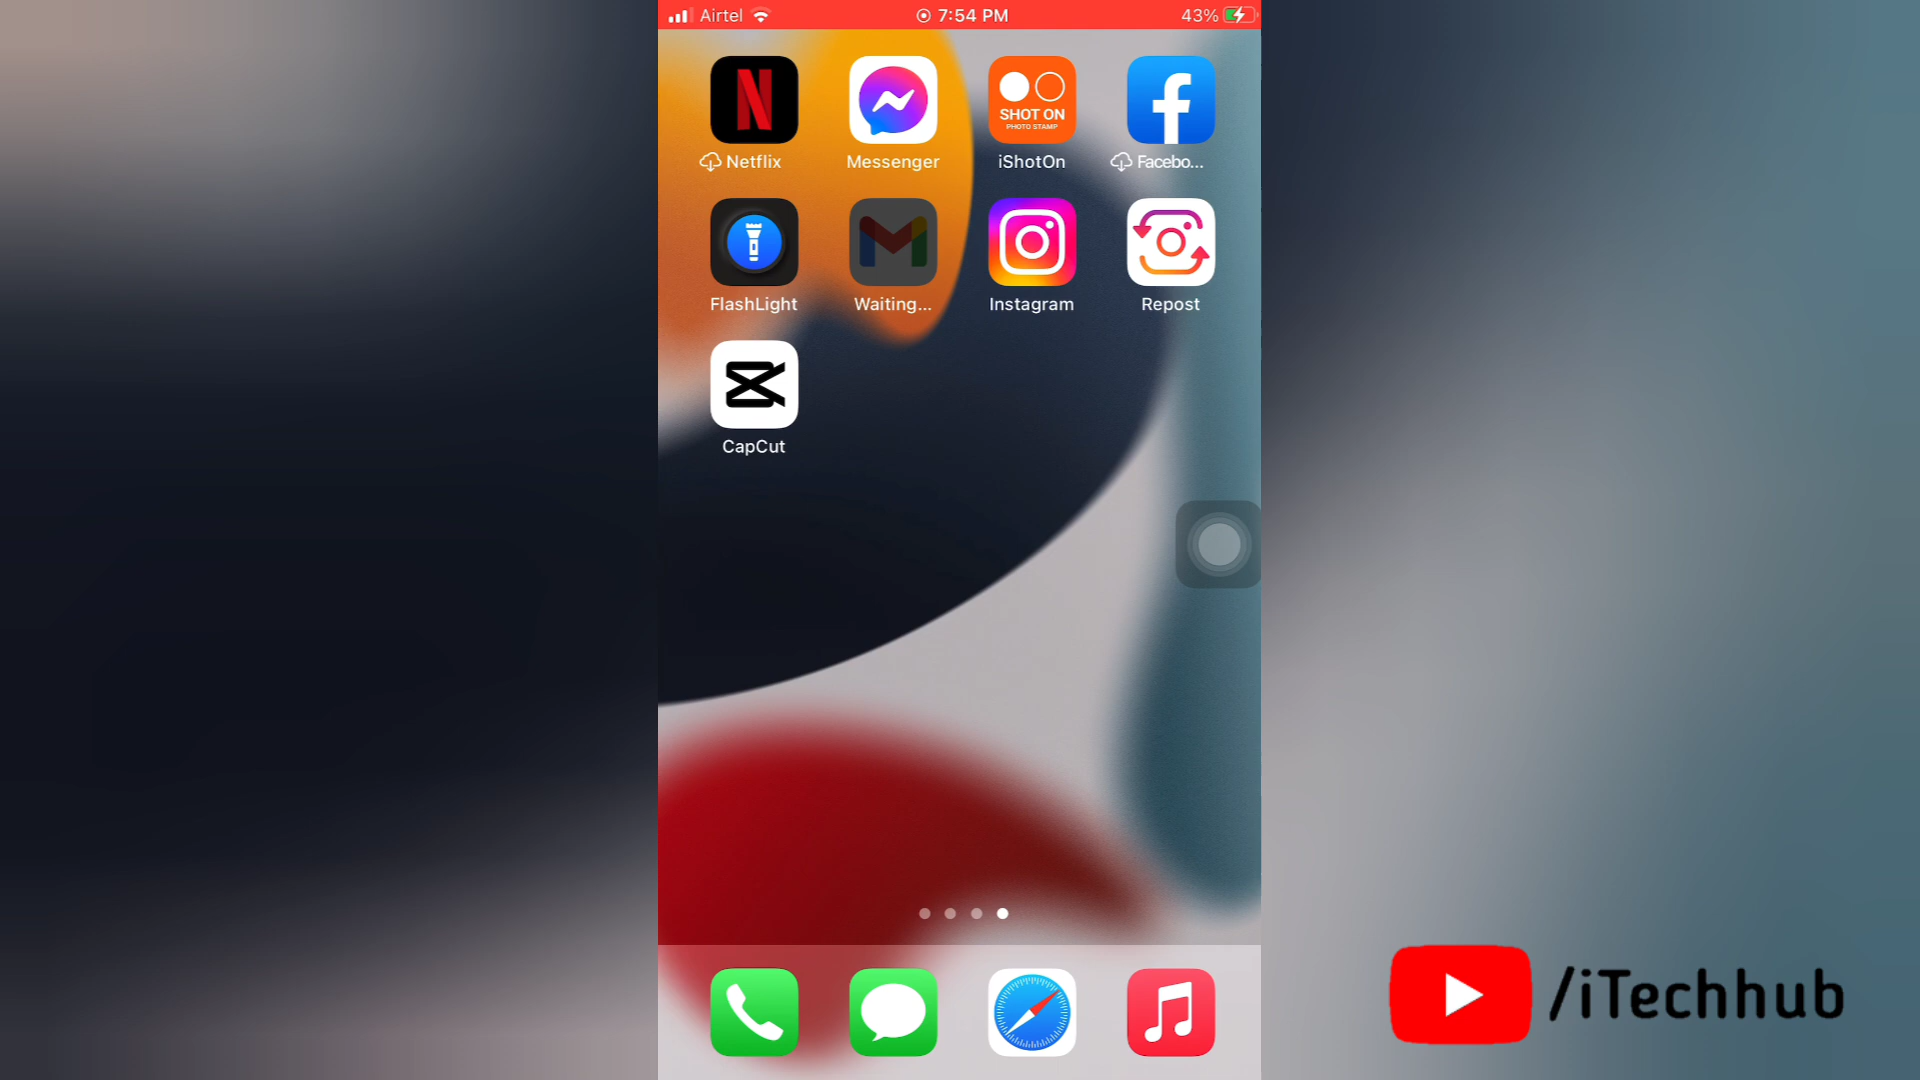 Airtel 7:54 PM 43%
SHOT ON
PHOTO STAMP
Netflix Messenger iShotOn Facebo...
FlashLight Waiting... Instagram Repost
CapCut
/iTechhub